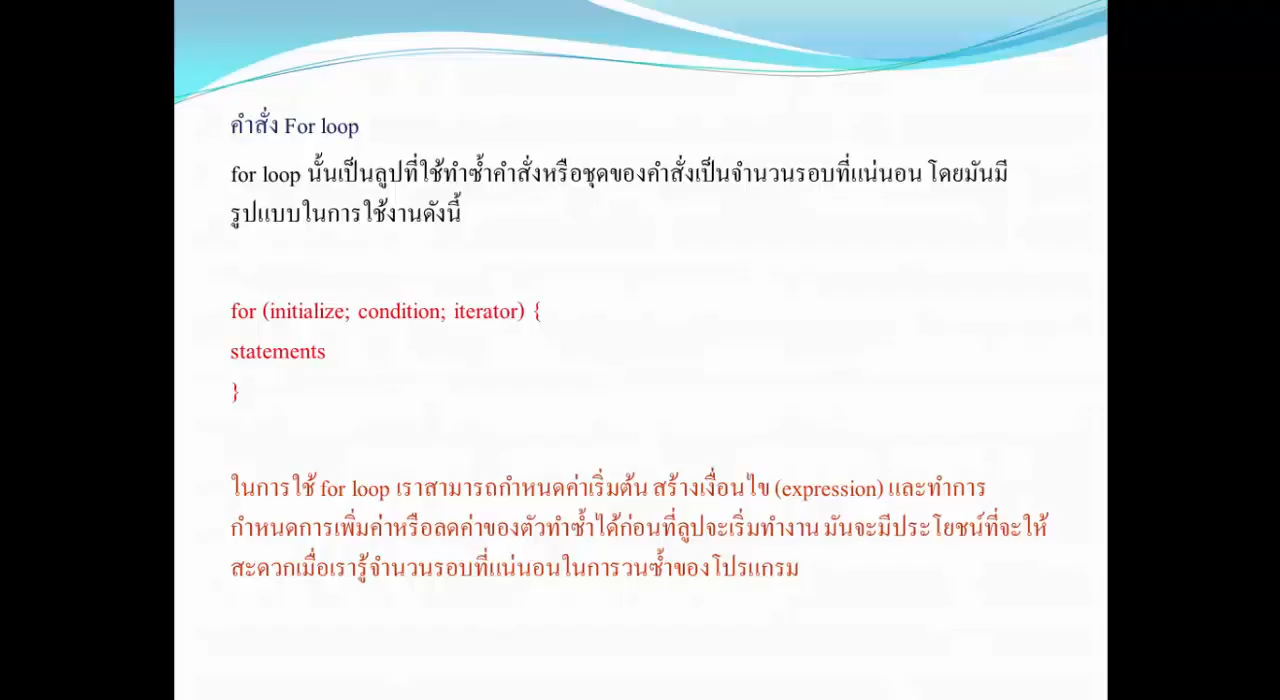 คำสั่ง For loop
for loop นั้นเป็นลูปที่ใช้ทำซ้ำคำสั่งหรือชุดของคำสั่งเป็นจำนวนรอบที่แน่นอน โดยมันมี
รูปแบบในการใช้งานดังนี้
for (initialize; condition; iterator) {
statements
}
ในการใช้ for loop เราสามารถกำหนดค่าเริ่มต้น สร้างเงื่อนไข (expression) และทำการ
กำหนดการเพิ่มค่าหรือลดค่าของตัวทำซ้ำได้ก่อนที่ลูปจะเริ่มทำงาน มันจะมีประโยชน์ที่จะให้
สะดวกเมื่อเรารู้จำนวนรอบที่แน่นอนในการวนซ้ำของโปรแกรม